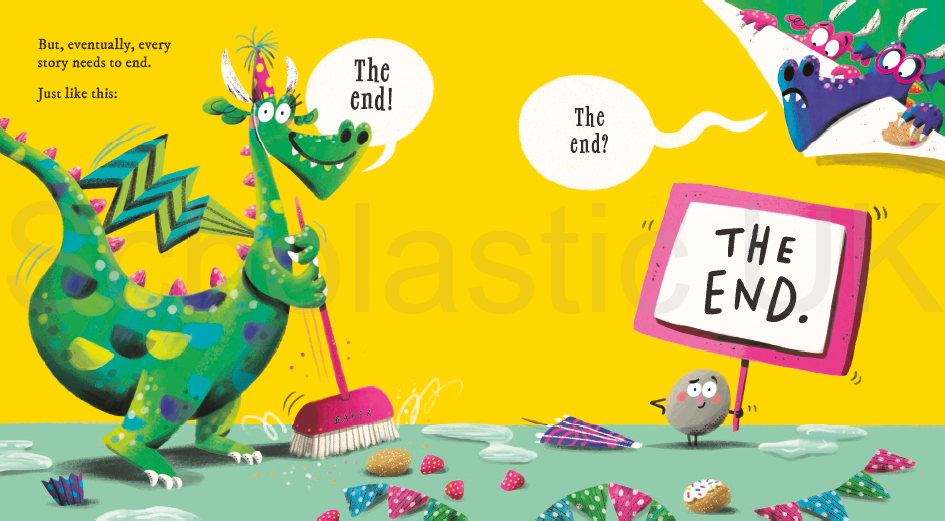 But, eventually, every
story needs to end.
Just like this:
The
end!
The
end?
THE
END.
Scholastic UK